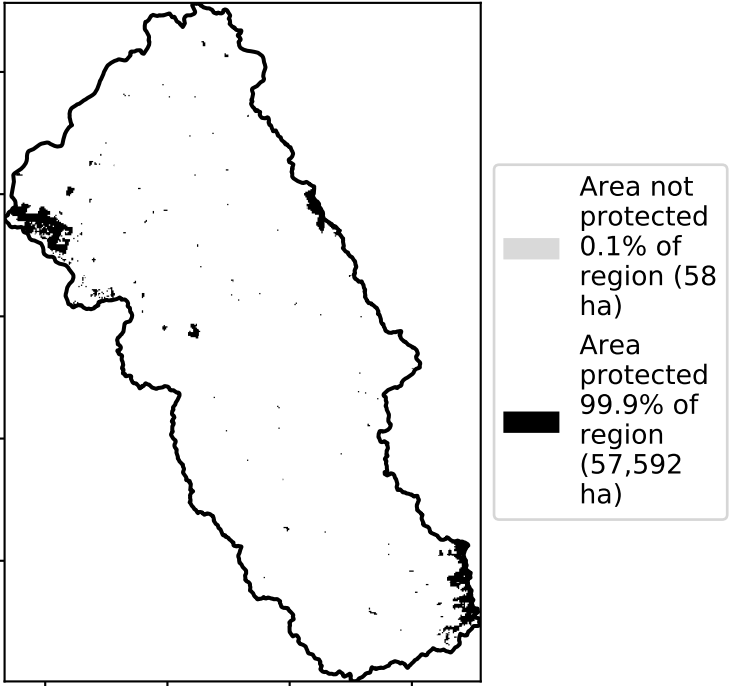 Area not
protected
0.1% of
region (58
ha)
Area
protected
99.9% of
region
(57,592
ha)